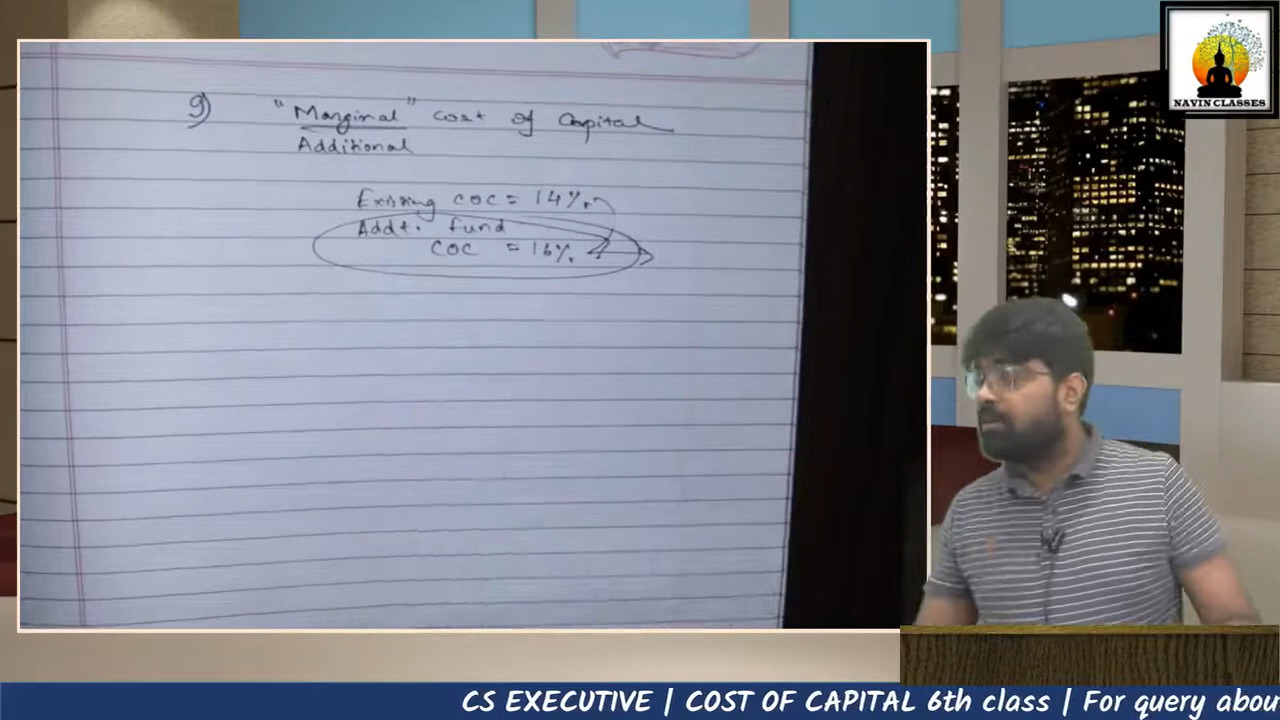 9) "Marginal" cost of Capital
Additional
Existing COC = 14%.
Addt. fund
COC = 16%.
NAVIN CLASSES
CS EXECUTIVE | COST OF CAPITAL 6th class | For query abou